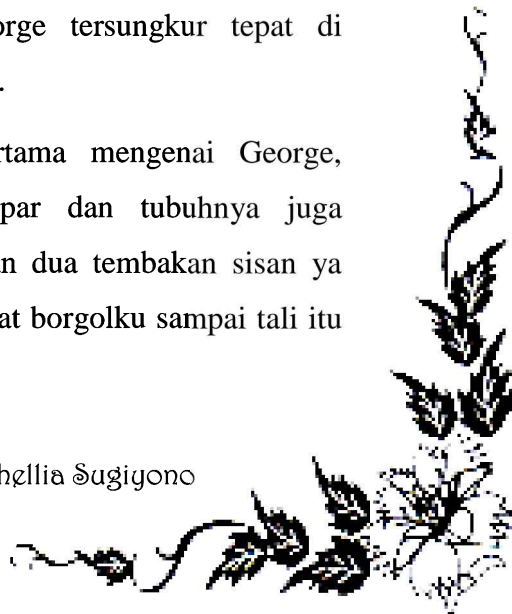 orge tersungkur tepat di
.
rtama mengenai George,
par dan tubuhnya juga
n dua tembakan sisan ya
at borgolku sampai tali itu
hellia Sugiyono